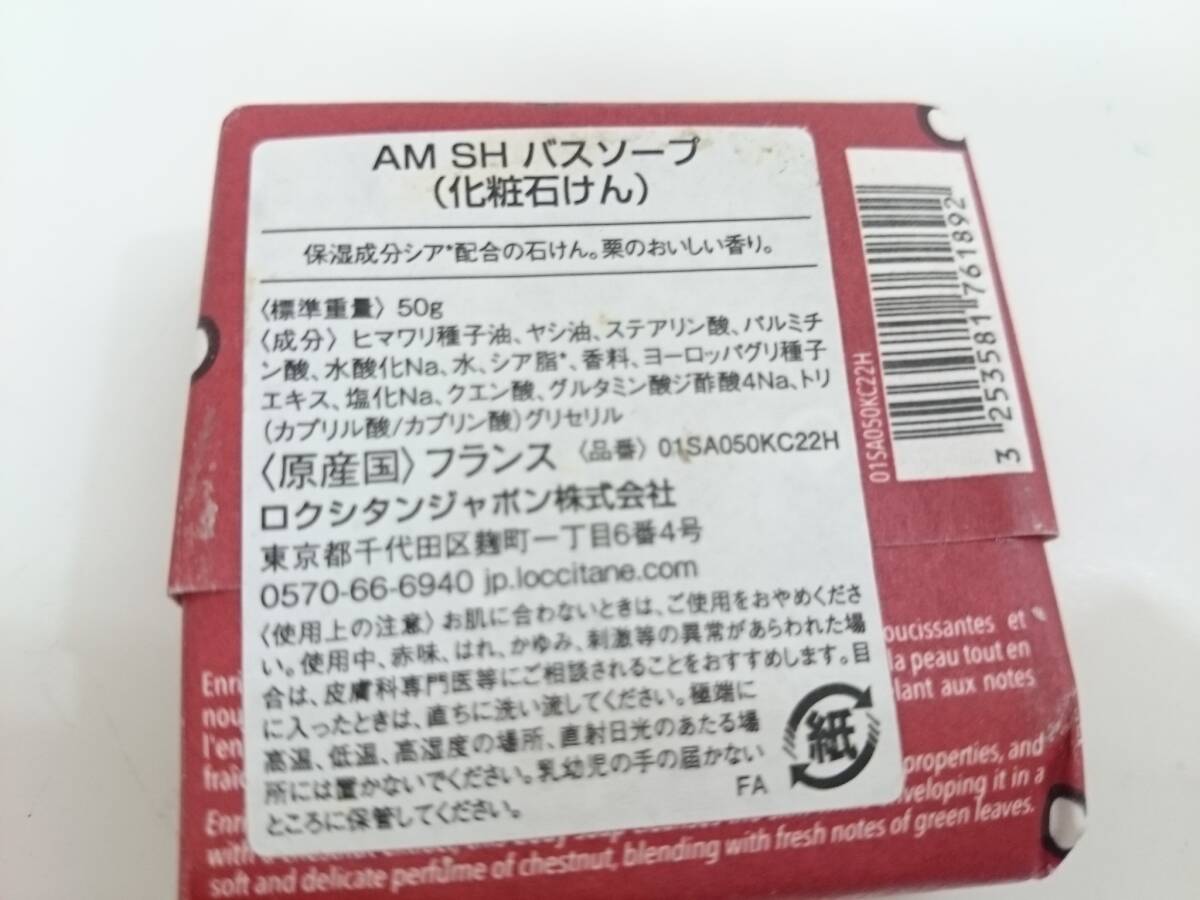 AM SH バスソープ
(化粧石けん)
保湿成分シア*配合の石けん。栗のおいしい香り。
〈標準重量〉50g
〈成分〉ヒマワリ種子油、ヤシ油、ステアリン酸、パルミチ
ン酸、水酸化Na、水、シア脂*、香料、ヨーロッパグリ種子
エキス、塩化Na、クエン酸、グルタミン酸ジ酢酸4Na、トリ
(カプリル酸/カプリン酸)グリセリル
〈原産国〉フランス 〈品番〉01SA050KC22H
ロクシタンジャポン株式会社
東京都千代田区麹町一丁目6番4号
0570-66-6940 jp.loccitane.com
〈使用上の注意〉お肌に合わないときは、ご使用をおやめくださ
い。使用中、赤味、はれ、かゆみ、刺激等の異常があらわれた場
合は、皮膚科専門医等にご相談されることをおすすめします。目
に入ったときは、直ちに洗い流してください。極端に
高温、低温、高湿度の場所、直射日光のあたる場
所には置かないでください。乳幼児の手の届かない
ところに保管してください。
FA
紙
3 253581 761892
01SA050KC22H
oucissantes et
la peau tout en
lant aux notes
Enri
nou
l'en
fraî
properties, and
veloping it in a
Enri
with a
soft and delicate perfume of chestnut, blending with fresh notes of green leaves.